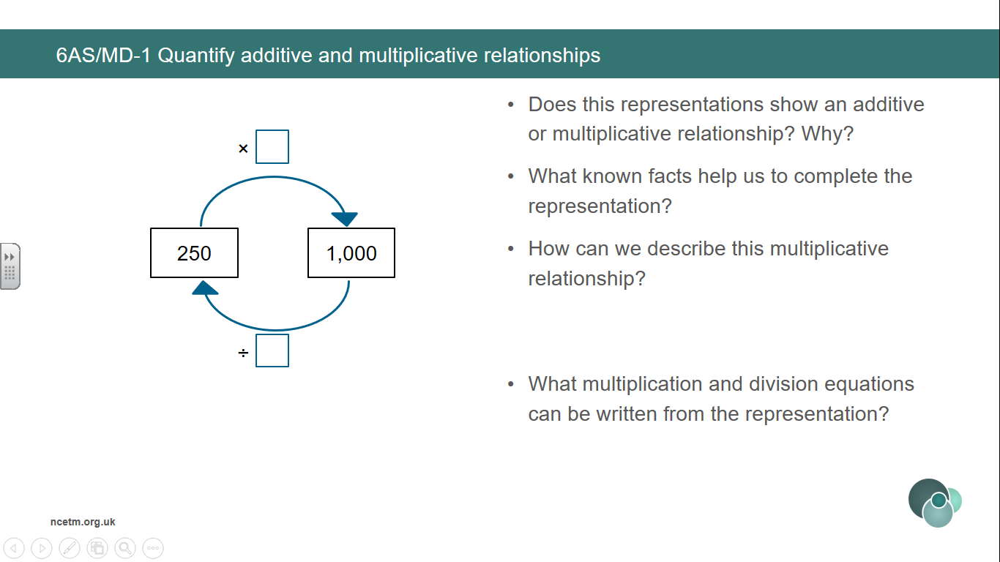 6AS/MD-1 Quantify additive and multiplicative relationships
×
250
1,000
÷
• Does this representations show an additive
or multiplicative relationship? Why?
• What known facts help us to complete the
representation?
• How can we describe this multiplicative
relationship?
• What multiplication and division equations
can be written from the representation?
ncetm.org.uk